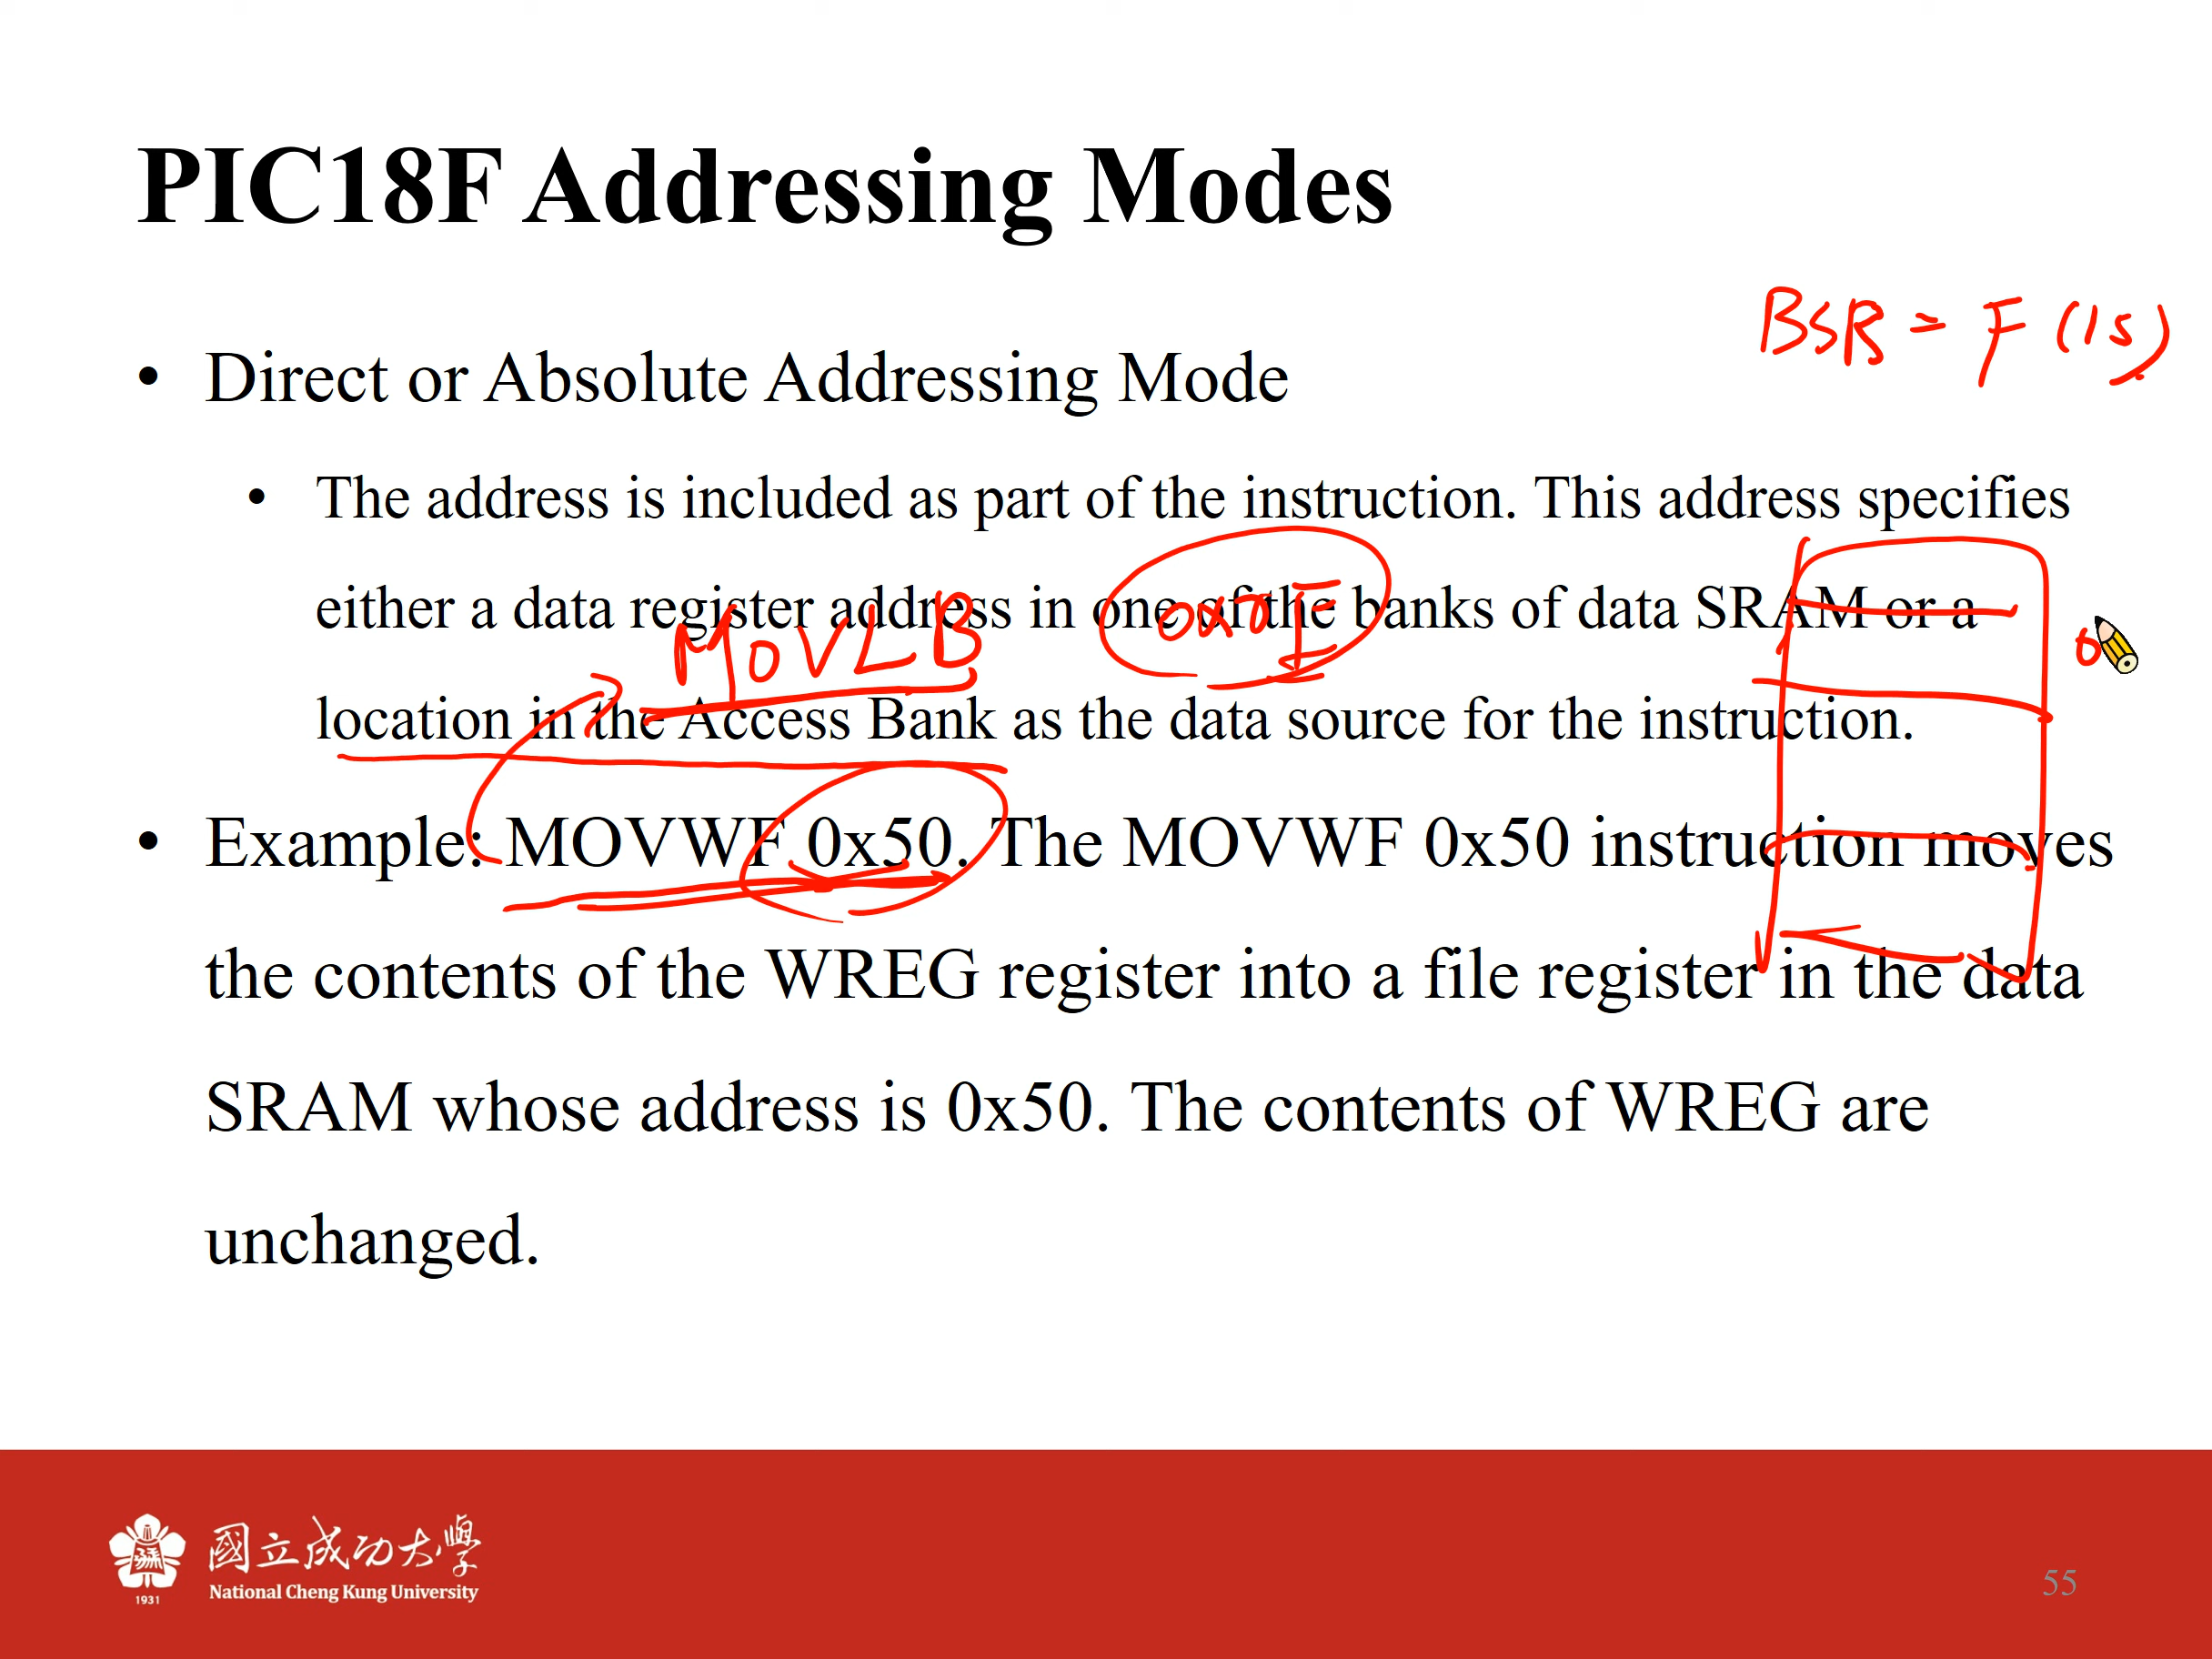 PIC18F Addressing Modes
BSR = F (15)
• Direct or Absolute Addressing Mode
• The address is included as part of the instruction. This address specifies
either a data register address in one of the banks of data SRAM or a
MOVLB
location in the Access Bank as the data source for the instruction.
• Example: MOVWF 0x50. The MOVWF 0x50 instruction moves
the contents of the WREG register into a file register in the data
SRAM whose address is 0x50. The contents of WREG are
unchanged.
國立成功大學
National Cheng Kung University
1931
55